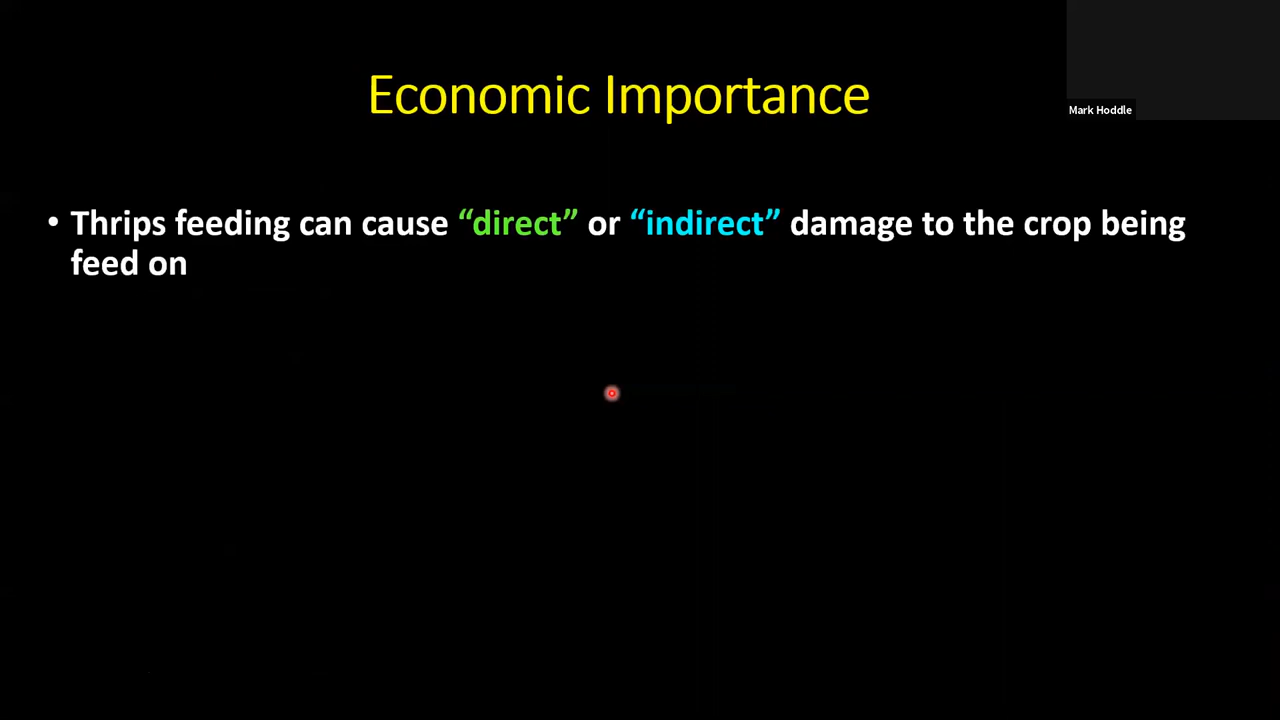 Economic Importance
Mark Hoddle
• Thrips feeding can cause “direct” or “indirect” damage to the crop being
feed on